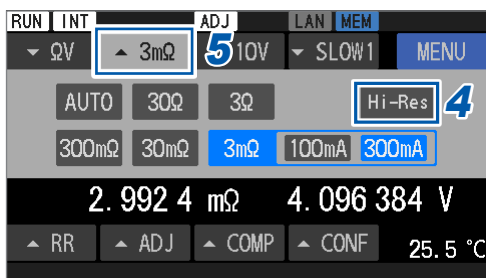 RUN INT ADJ LAN MEM
ΩV 3mΩ 5 10V SLOW1 MENU
AUTO 30Ω 3Ω Hi-Res 4
300mΩ 30mΩ 3mΩ 100mA 300mA
2.992 4 mΩ 4.096 384 V
RR ADJ COMP CONF 25.5 °C